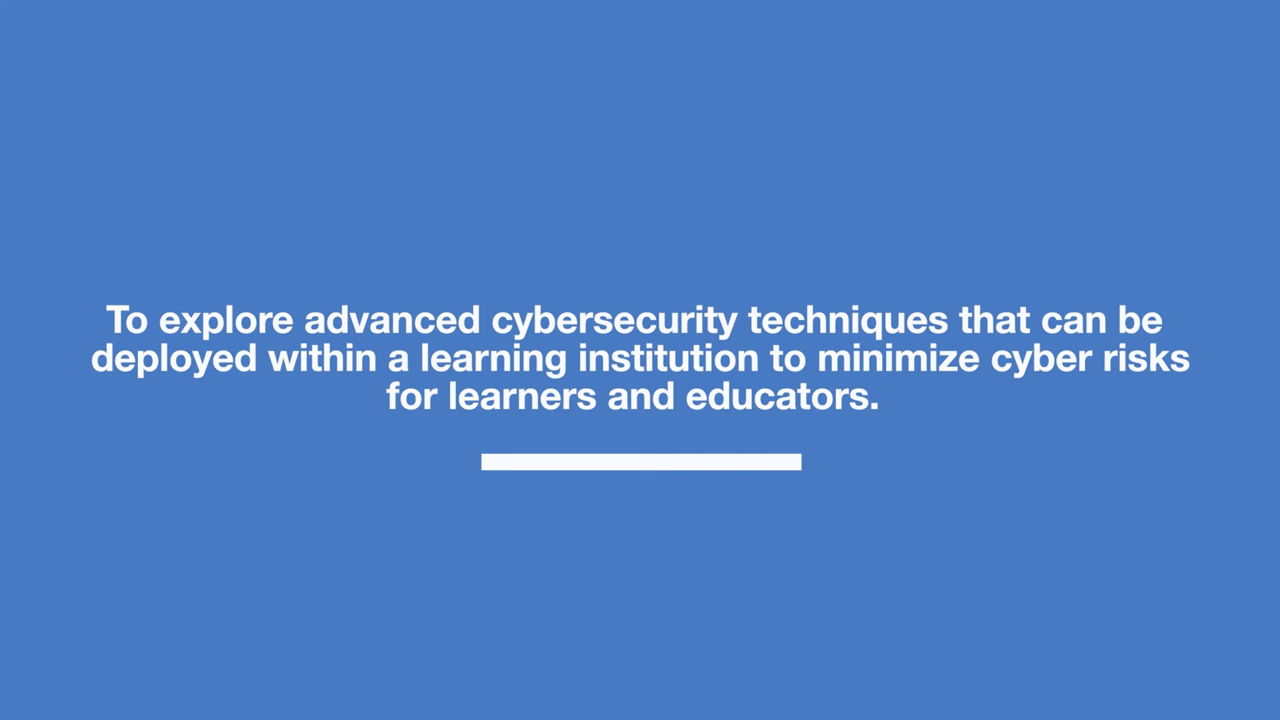 To explore advanced cybersecurity techniques that can be
deployed within a learning institution to minimize cyber risks
for learners and educators.